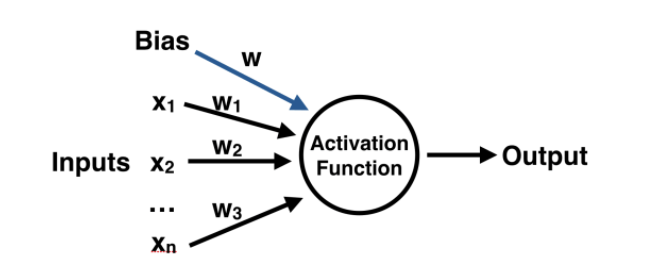 Bias
w
x1
w1
Inputs
x2
w2
...
w3
xn
Activation
Function
Output